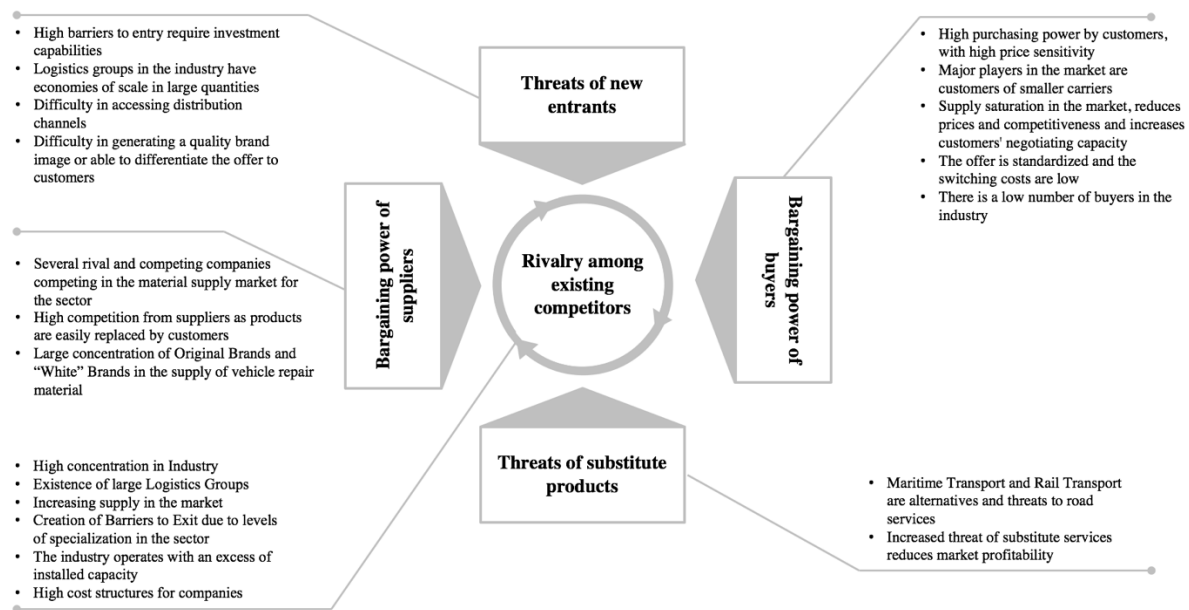 • High barriers to entry require investment
capabilities
• Logistics groups in the industry have
economies of scale in large quantities
• Difficulty in accessing distribution
channels
• Difficulty in generating a quality brand
image or able to differentiate the offer to
customers
Threats of new
entrants
• High purchasing power by customers,
with high price sensitivity
• Major players in the market are
customers of smaller carriers
• Supply saturation in the market, reduces
prices and competitiveness and increases
customers' negotiating capacity
• The offer is standardized and the
switching costs are low
• There is a low number of buyers in the
industry
• Several rival and competing companies
competing in the material supply market for
the sector
• High competition from suppliers as products
are easily replaced by customers
• Large concentration of Original Brands and
“White” Brands in the supply of vehicle repair
material
Bargaining power of
suppliers
Rivalry among
existing
competitors
Bargaining power of
buyers
• High concentration in Industry
• Existence of large Logistics Groups
• Increasing supply in the market
• Creation of Barriers to Exit due to levels
of specialization in the sector
• The industry operates with an excess of
installed capacity
• High cost structures for companies
Threats of substitute
products
• Maritime Transport and Rail Transport
are alternatives and threats to road
services
• Increased threat of substitute services
reduces market profitability